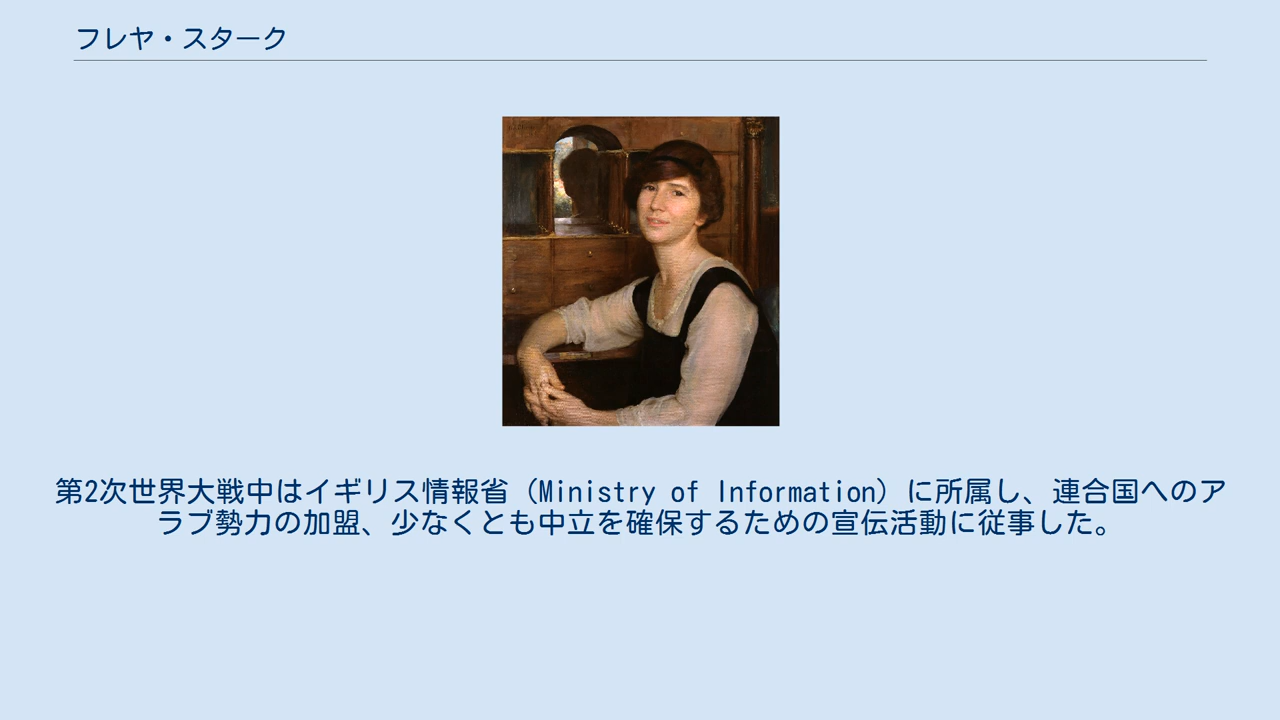 フレヤ・スターク
第2次世界大戦中はイギリス情報省（Ministry of Information）に所属し、連合国へのア
ラブ勢力の加盟、少なくとも中立を確保するための宣伝活動に従事した。